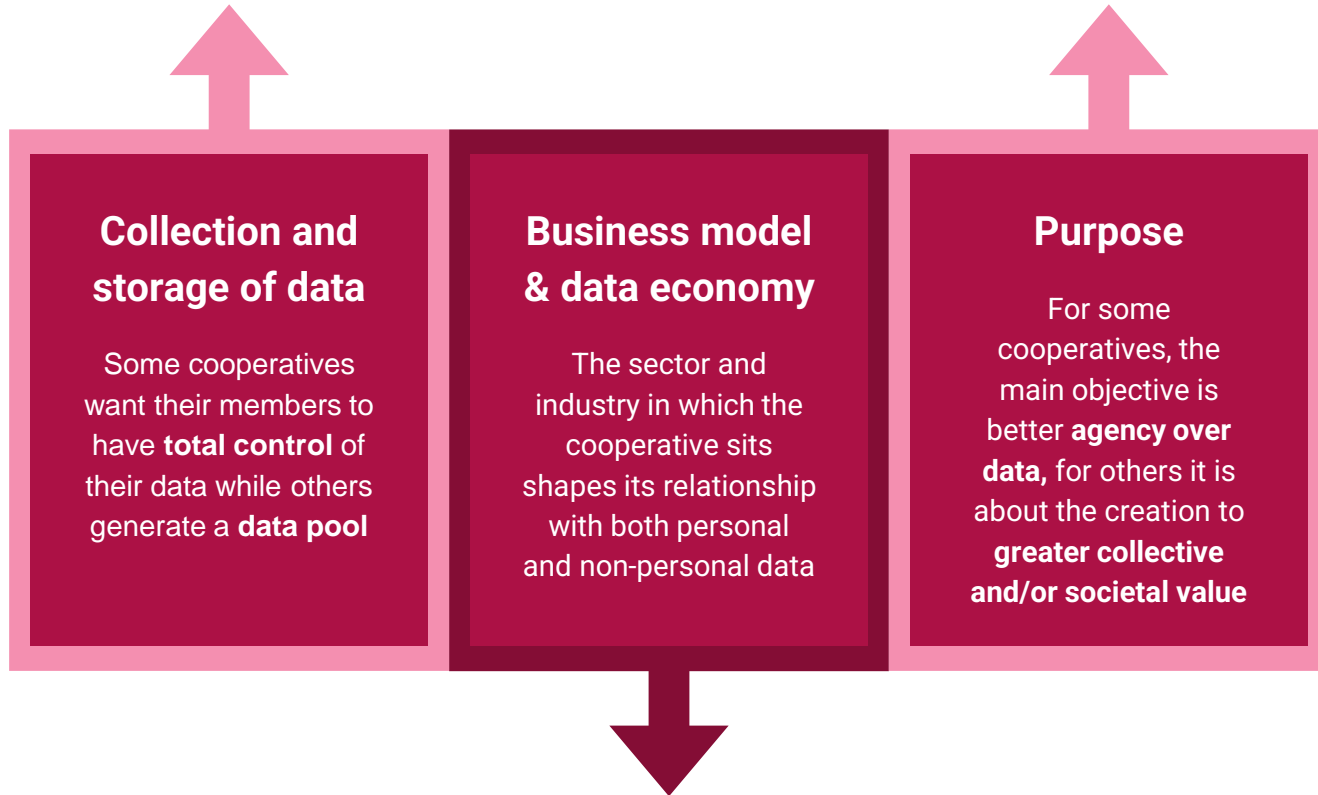 Collection and
storage of data
Some cooperatives
want their members to
have total control of
their data while others
generate a data pool
Business model
& data economy
The sector and
industry in which the
cooperative sits
shapes its relationship
with both personal
and non-personal data
Purpose
For some
cooperatives, the
main objective is
better agency over
data, for others it is
about the creation to
greater collective
and/or societal value